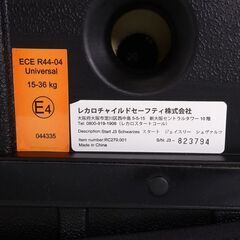 ECE R44-04
Universal
15-36 kg
E4
044335
レカロチャイルドセーフティ株式会社
大阪府大阪市淀川区西中島5-5-15 新大阪セントラルタワー10階
Tel: 0800-919-1909 (レカロスタートコール)
Description: Start J3 Schwarzes スタート ジェイスリー シュヴァルツ
Made in China Item No.: RC270.001 S/N: J3- 823794